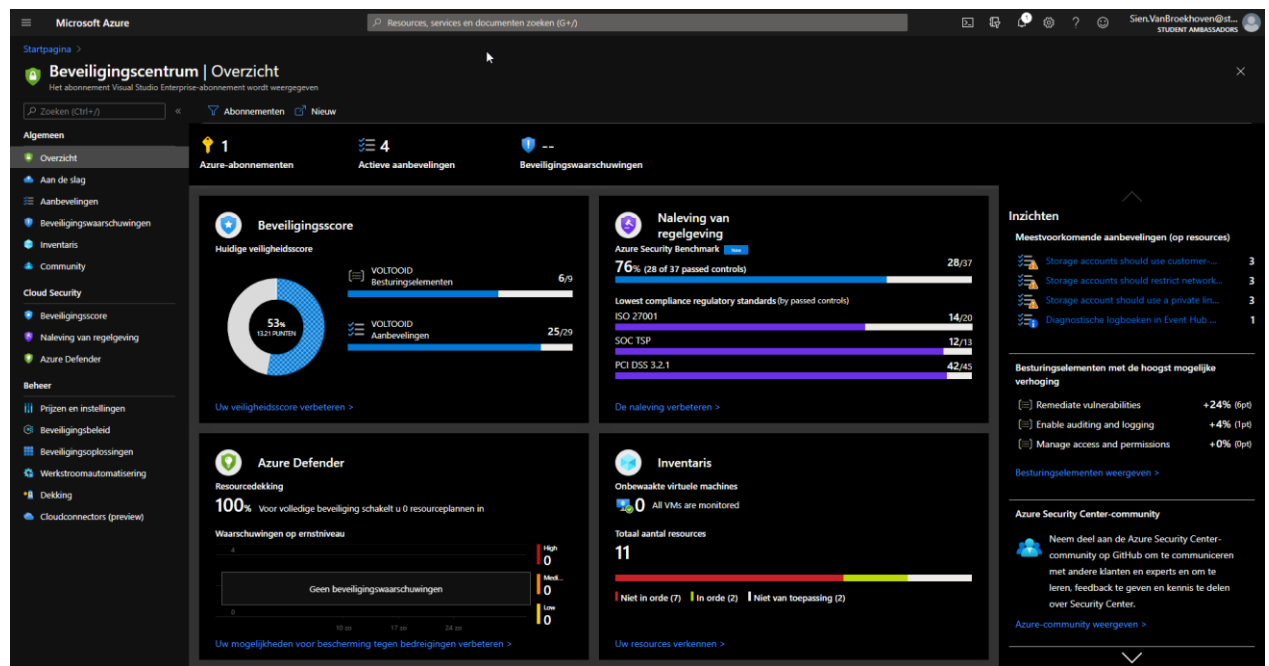 Microsoft Azure
Resources, services en documenten zoeken (G+/)
1
Sien.VanBroekhoven@st...
STUDENT AMBASSADORS
Startpagina >
Beveiligingscentrum | Overzicht
Het abonnement Visual Studio Enterprise-abonnement wordt weergegeven
Zoeken (Ctrl+/)
«
Abonnementen
Nieuw
Algemeen
Overzicht
Aan de slag
Aanbevelingen
Beveiligingswaarschuwingen
Inventaris
Community
Cloud Security
Beveiligingsscore
Naleving van regelgeving
Azure Defender
Beheer
Prijzen en instellingen
Beveiligingsbeleid
Beveiligingsoplossingen
Werkstroomautomatisering
Dekking
Cloudconnectors (preview)
1
Azure-abonnementen
4
Actieve aanbevelingen
--
Beveiligingswaarschuwingen
Beveiligingsscore
Huidige veiligheidsscore
53%
13.21 PUNTEN
VOLTOOID
Besturingselementen
6/9
VOLTOOID
Aanbevelingen
25/29
Uw veiligheidsscore verbeteren >
Naleving van
regelgeving
Azure Security Benchmark
76% (28 of 37 passed controls)
28/37
Lowest compliance regulatory standards (by passed controls)
ISO 27001
14/20
SOC TSP
12/13
PCI DSS 3.2.1
42/45
De naleving verbeteren >
Azure Defender
Resourcedekking
100% Voor volledige beveiliging schakelt u 0 resourceplannen in
Waarschuwingen op ernstniveau
4
0
Geen beveiligingswaarschuwingen
10 zo
17 zo
24 zo
High
0
Medi...
0
Low
0
Uw mogelijkheden voor bescherming tegen bedreigingen verbeteren >
Inventaris
Onbewaakte virtuele machines
0 All VMs are monitored
Totaal aantal resources
11
Niet in orde (7)
In orde (2)
Niet van toepassing (2)
Uw resources verkennen >
Inzichten
Meestvoorkomende aanbevelingen (op resources)
Storage accounts should use customer-...
3
Storage accounts should restrict network...
3
Storage account should use a private lin...
3
Diagnostische logboeken in Event Hub ...
1
Besturingselementen met de hoogst mogelijke
verhoging
Remediate vulnerabilities
+24% (6pt)
Enable auditing and logging
+4% (1pt)
Manage access and permissions
+0% (0pt)
Besturingselementen weergeven >
Azure Security Center-community
Neem deel aan de Azure Security Center-
community op GitHub om te communiceren
met andere klanten en experts en om te
leren, feedback te geven en kennis te delen
over Security Center.
Azure-community weergeven >